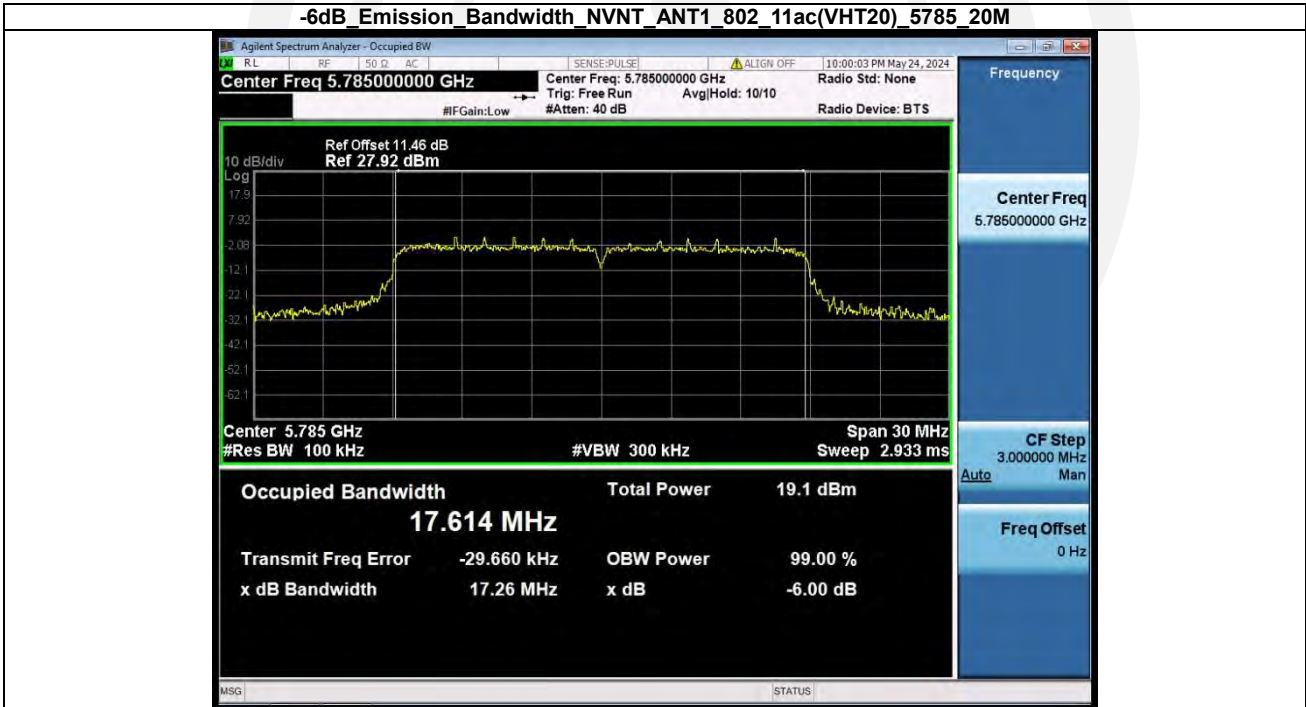 -6dB_Emission_Bandwidth_NVNT_ANT1_802_11ac(VHT20)_5785_20M
Agilent Spectrum Analyzer - Occupied BW
RL RF 50 Ω AC SENSE:PULSE ALIGN OFF 10:00:03 PM May 24, 2024
Center Freq 5.785000000 GHz
Center Freq: 5.785000000 GHz
Radio Std: None
Trig: Free Run Avg|Hold: 10/10
#IFGain:Low #Atten: 40 dB Radio Device: BTS
Frequency
Ref Offset 11.46 dB
10 dB/div Ref 27.92 dBm
Log
17.9
7.92
-2.08
-12.1
-22.1
-32.1
-42.1
-52.1
-62.1
Center Freq
5.785000000 GHz
Center 5.785 GHz Span 30 MHz
#Res BW 100 kHz #VBW 300 kHz Sweep 2.933 ms
CF Step
3.000000 MHz
Auto Man
Occupied Bandwidth Total Power 19.1 dBm
17.614 MHz
Transmit Freq Error -29.660 kHz OBW Power 99.00 %
x dB Bandwidth 17.26 MHz x dB -6.00 dB
Freq Offset
0 Hz
MSG STATUS